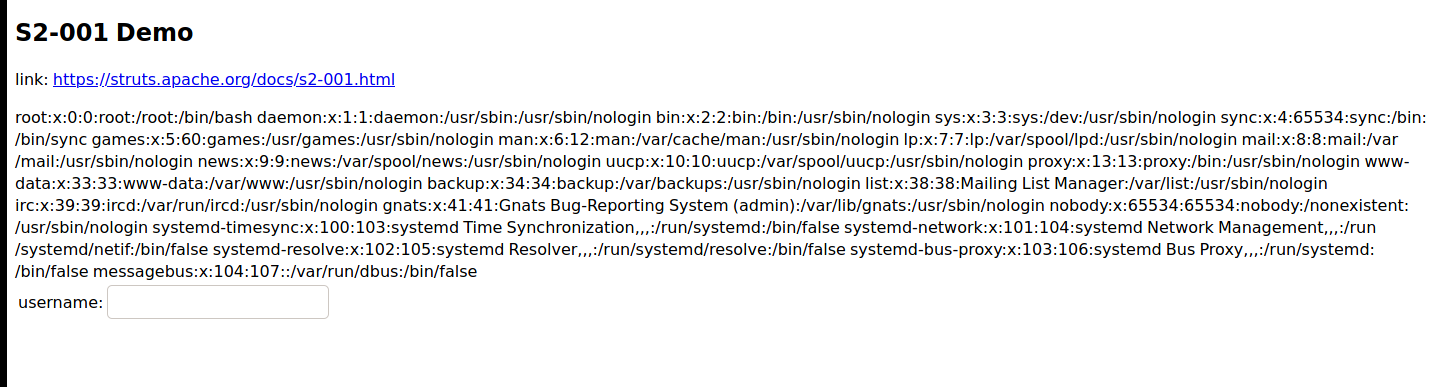 S2-001 Demo
link: https://struts.apache.org/docs/s2-001.html
root:x:0:0:root:/root:/bin/bash daemon:x:1:1:daemon:/usr/sbin:/usr/sbin/nologin bin:x:2:2:bin:/bin:/usr/sbin/nologin sys:x:3:3:sys:/dev:/usr/sbin/nologin sync:x:4:65534:sync:/bin:
/bin/sync games:x:5:60:games:/usr/games:/usr/sbin/nologin man:x:6:12:man:/var/cache/man:/usr/sbin/nologin lp:x:7:7:lp:/var/spool/lpd:/usr/sbin/nologin mail:x:8:8:mail:/var
/mail:/usr/sbin/nologin news:x:9:9:news:/var/spool/news:/usr/sbin/nologin uucp:x:10:10:uucp:/var/spool/uucp:/usr/sbin/nologin proxy:x:13:13:proxy:/bin:/usr/sbin/nologin www-
data:x:33:33:www-data:/var/www:/usr/sbin/nologin backup:x:34:34:backup:/var/backups:/usr/sbin/nologin list:x:38:38:Mailing List Manager:/var/list:/usr/sbin/nologin
irc:x:39:39:ircd:/var/run/ircd:/usr/sbin/nologin gnats:x:41:41:Gnats Bug-Reporting System (admin):/var/lib/gnats:/usr/sbin/nologin nobody:x:65534:65534:nobody:/nonexistent:
/usr/sbin/nologin systemd-timesync:x:100:103:systemd Time Synchronization,,,:/run/systemd:/bin/false systemd-network:x:101:104:systemd Network Management,,,:/run
/systemd/netif:/bin/false systemd-resolve:x:102:105:systemd Resolver,,,:/run/systemd/resolve:/bin/false systemd-bus-proxy:x:103:106:systemd Bus Proxy,,,:/run/systemd:
/bin/false messagebus:x:104:107::/var/run/dbus:/bin/false
username: